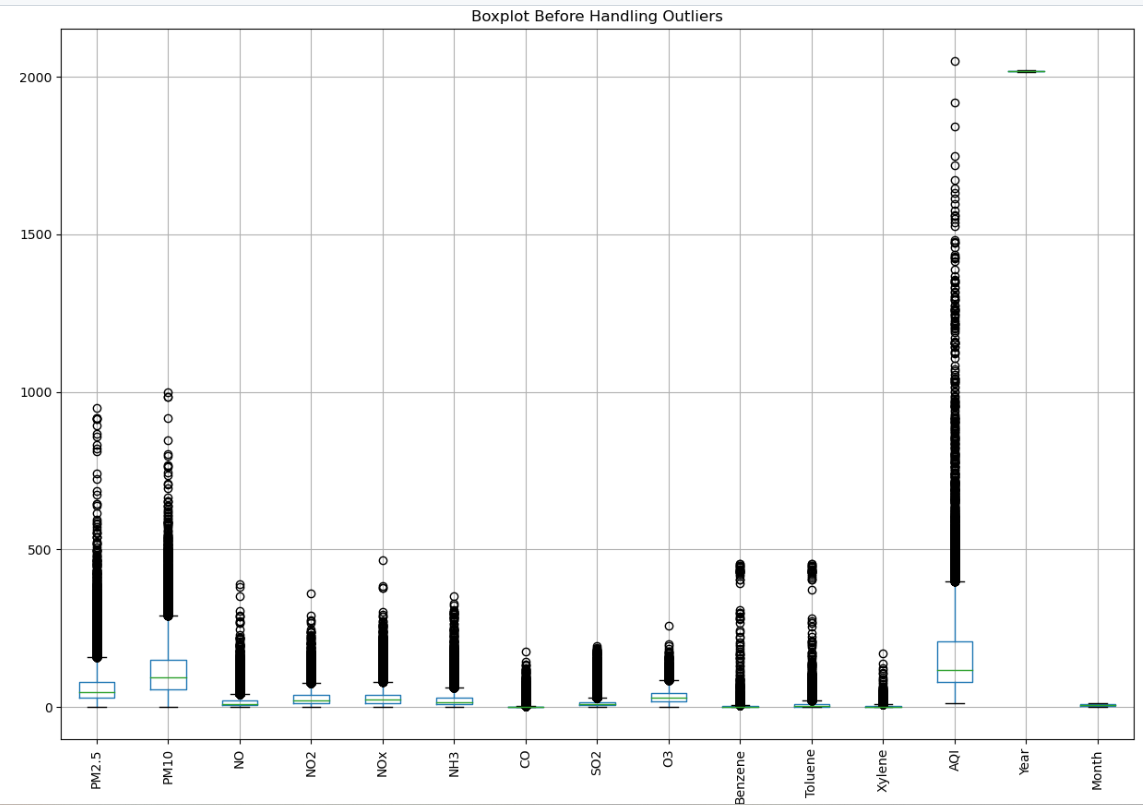 Boxplot Before Handling Outliers
2000
1500
1000
500
0
PM2.5
PM10
NO
NO2
NOx
NH3
CO
SO2
O3
Benzene
Toluene
Xylene
AQI
Year
Month